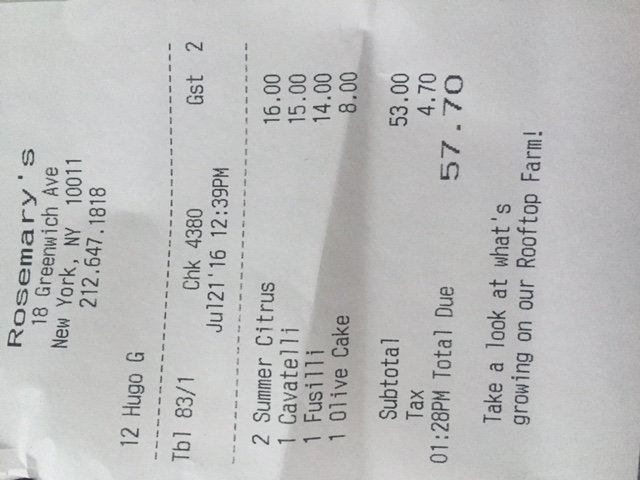 Rosemary's
18 Greenwich Ave
New York, NY 10011
212.647.1818
12 Hugo G
Tbl 83/1 Chk 4380 Gst 2
Jul21'16 12:39PM
2 Summer Citrus 16.00
1 Cavatelli 15.00
1 Fusilli 14.00
1 Olive Cake 8.00
Subtotal 53.00
Tax 4.70
01:28PM Total Due 57.70
Take a look at what's
growing on our Rooftop Farm!